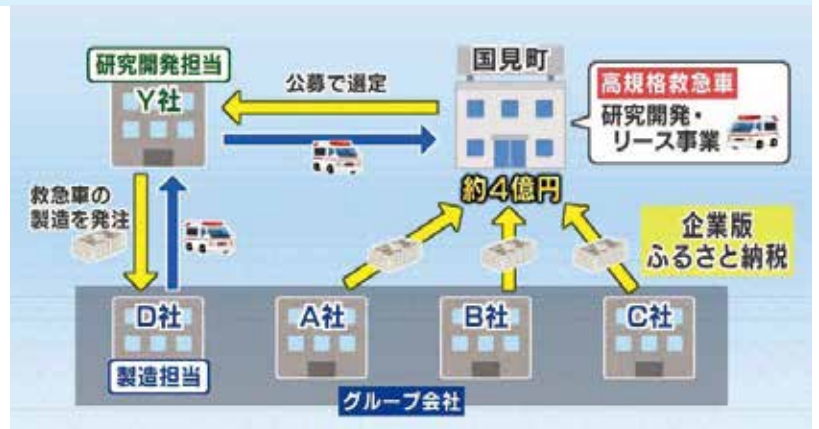 研究開発担当
Y社
公募で選定
国見町
高規格救急車
研究開発・
リース事業
約4億円
救急車の
製造を発注
企業版
ふるさと納税
D社
A社
B社
C社
製造担当
グループ会社